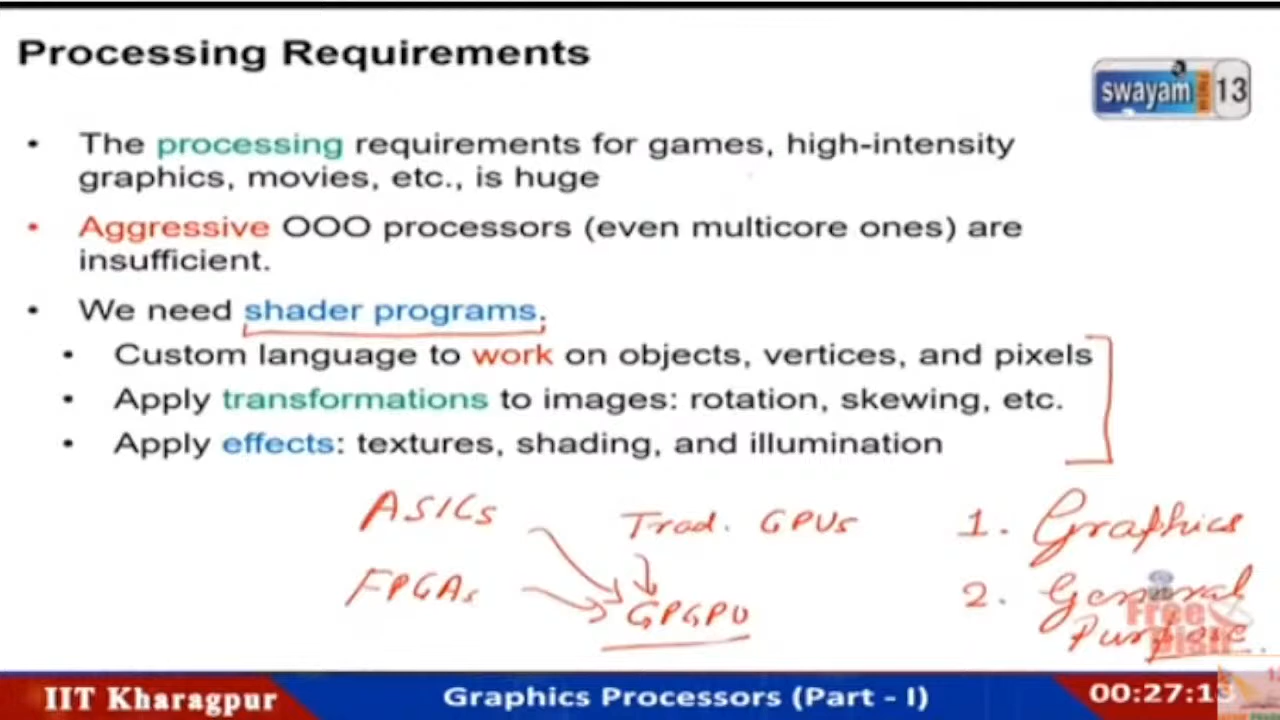 Processing Requirements
swayam 13
• The processing requirements for games, high-intensity
graphics, movies, etc., is huge
• Aggressive OOO processors (even multicore ones) are
insufficient.
• We need shader programs.
• Custom language to work on objects, vertices, and pixels
• Apply transformations to images: rotation, skewing, etc.
• Apply effects: textures, shading, and illumination
ASICs
Trad. GPUs
1. Graphics
FPGAs
GPGPU
2. General
Purpose
Free
Dish
IIT Kharagpur
Graphics Processors (Part - I)
00:27:13